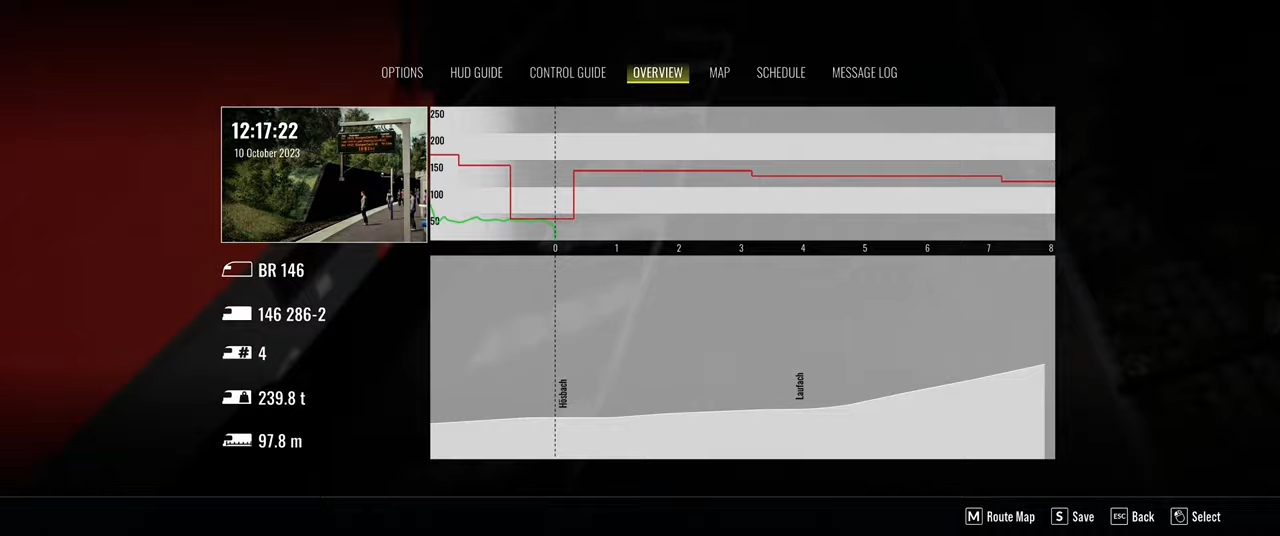 OPTIONS HUD GUIDE CONTROL GUIDE OVERVIEW MAP SCHEDULE MESSAGE LOG
12:17:22
10 October 2023
250
200
150
100
50
0 1 2 3 4 5 6 7 8
BR 146
146 286-2
# 4
239.8 t
97.8 m
Hösbach
Laufach
M Route Map S Save ESC Back Select